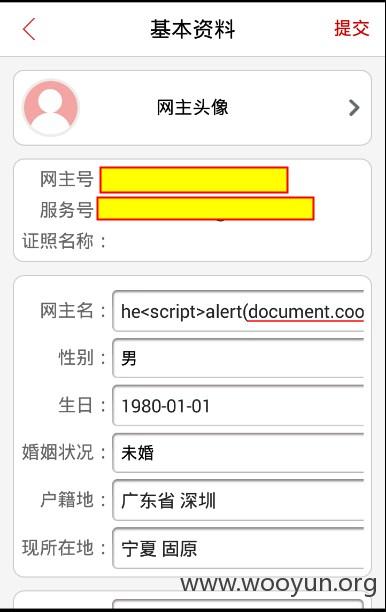 基本资料
提交
网主头像
网主号
服务号
证照名称：
网主名：he<script>alert(document.coo
性别：男
生日：1980-01-01
婚姻状况：未婚
户籍地：广东省 深圳
现所在地：宁夏 固原
www.wooyun.org